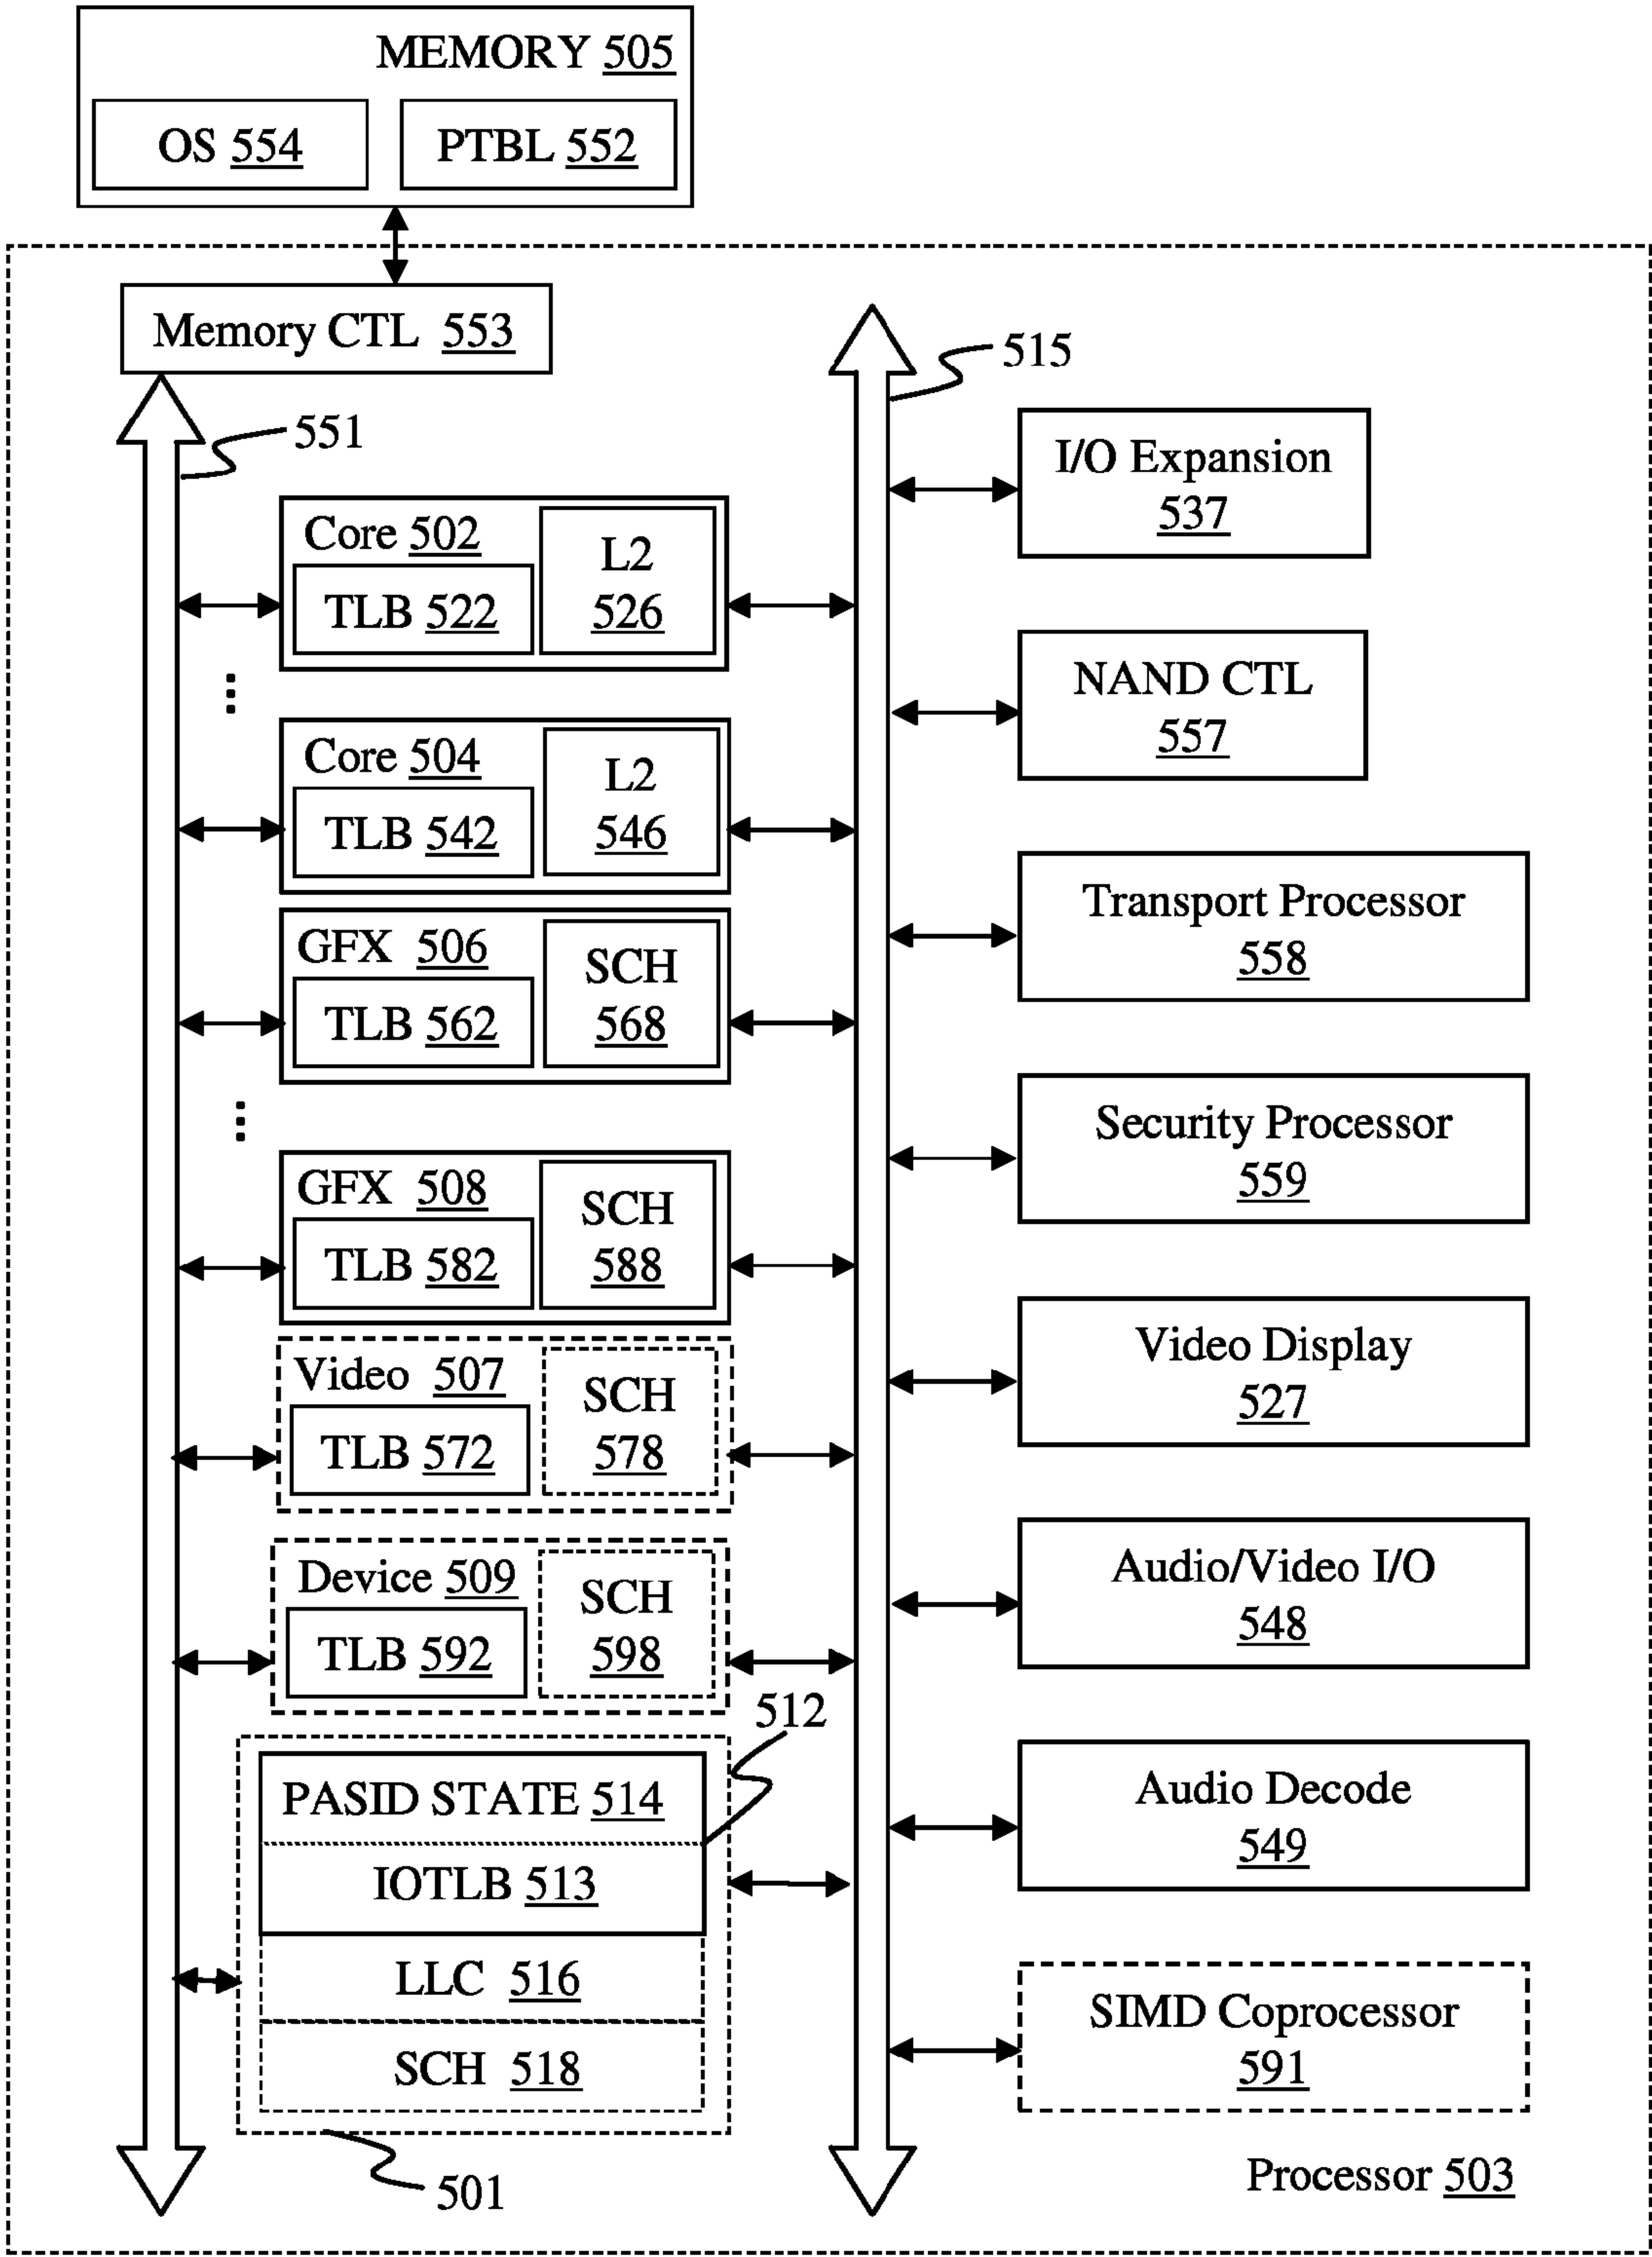 MEMORY 505
OS 554
PTBL 552
Memory CTL 553
551
515
Core 502
TLB 522
L2
526
Core 504
TLB 542
L2
546
GFX 506
TLB 562
SCH
568
GFX 508
TLB 582
SCH
588
Video 507
TLB 572
SCH
578
Device 509
TLB 592
SCH
598
512
PASID STATE 514
IOTLB 513
LLC 516
SCH 518
501
I/O Expansion
537
NAND CTL
557
Transport Processor
558
Security Processor
559
Video Display
527
Audio/Video I/O
548
Audio Decode
549
SIMD Coprocessor
591
Processor 503